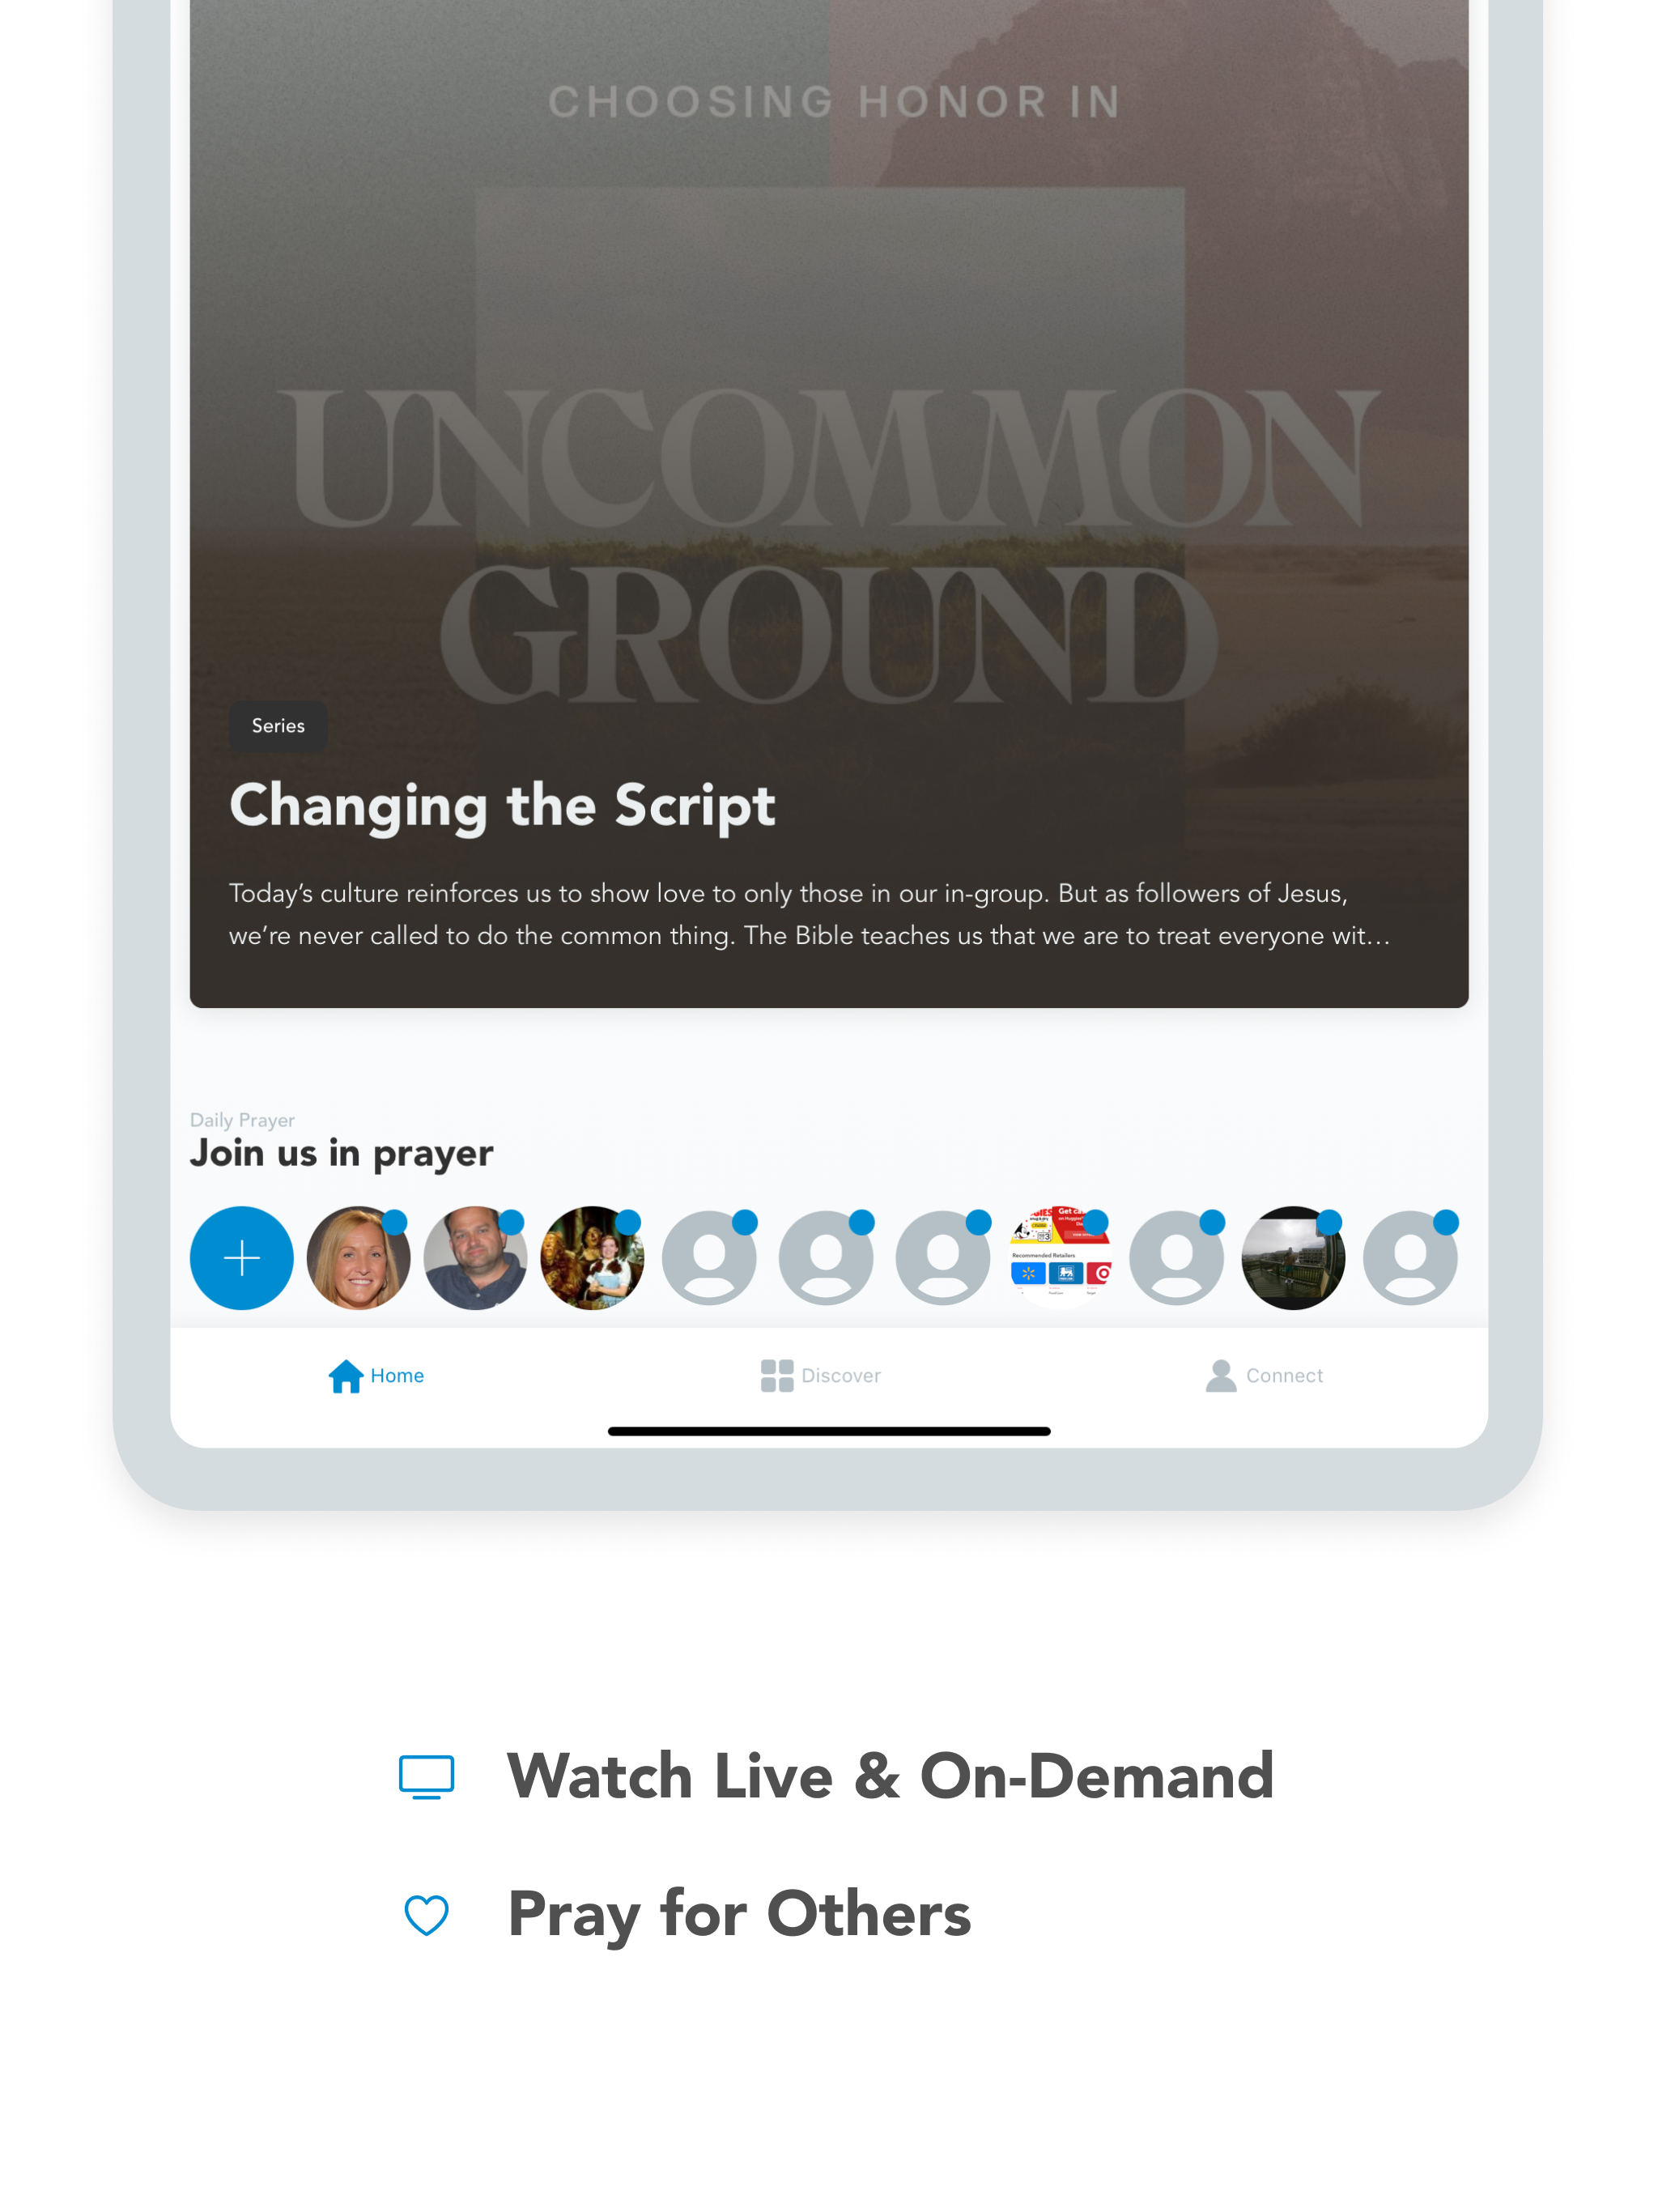 CHOOSING HONOR IN
UNCOMMON
GROUND
Series
Changing the Script
Today’s culture reinforces us to show love to only those in our in-group. But as followers of Jesus,
we’re never called to do the common thing. The Bible teaches us that we are to treat everyone wit…
Daily Prayer
Join us in prayer
Recommended Retailers
Home
Discover
Connect
Watch Live & On-Demand
Pray for Others